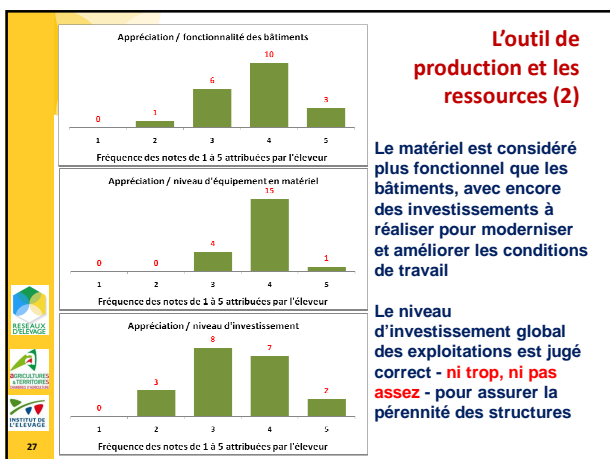 Appréciation / fonctionnalité des bâtiments
10
6
3
1
0
1 2 3 4 5
Fréquence des notes de 1 à 5 attribuées par l'éleveur
Appréciation / niveau d'équipement en matériel
15
4
0 0 1
1 2 3 4 5
Fréquence des notes de 1 à 5 attribuées par l'éleveur
Appréciation / niveau d'investissement
8
7
3
2
0
1 2 3 4 5
Fréquence des notes de 1 à 5 attribuées par l'éleveur
L'outil de
production et les
ressources (2)
Le matériel est considéré
plus fonctionnel que les
bâtiments, avec encore
des investissements à
réaliser pour moderniser
et améliorer les conditions
de travail
Le niveau
d'investissement global
des exploitations est jugé
correct - ni trop, ni pas
assez - pour assurer la
pérennité des structures
RESEAUX
D'ELEVAGE
AGRICULTURES
& TERRITOIRES
CHAMBRES D'AGRICULTURE
INSTITUT DE
L'ELEVAGE
27